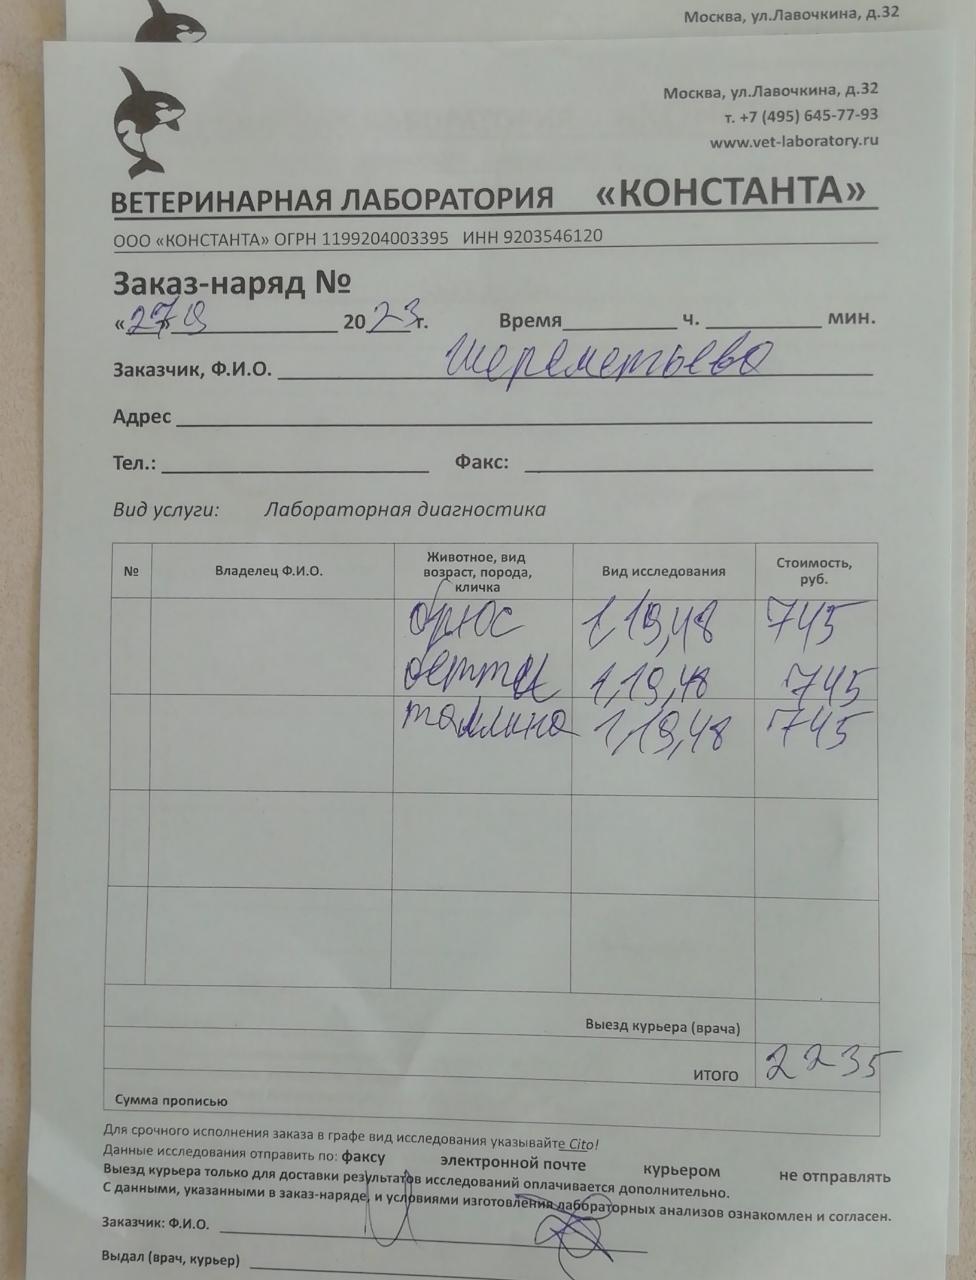 Москва, ул.Лавочкина, д.32
Москва, ул.Лавочкина, д.32
т. +7 (495) 645-77-93
www.vet-laboratory.ru
ВЕТЕРИНАРНАЯ ЛАБОРАТОРИЯ «КОНСТАНТА»
ООО «КОНСТАНТА» ОГРН 1199204003395 ИНН 9203546120
Заказ-наряд №
«27» 9 2023г. Время ч. мин.
Заказчик, Ф.И.О. Шереметьево
Адрес
Тел.: Факс:
Вид услуги: Лабораторная диагностика
№ Владелец Ф.И.О. Животное, вид возраст, порода, кличка Вид исследования Стоимость, руб.
брюс 1,19,48 745
бетти 1,19,48 745
1,19,48 745
Выезд курьера (врача)
ИТОГО 2235
Сумма прописью
Для срочного исполнения заказа в графе вид исследования указывайте Cito!
Данные исследования отправить по: факсу электронной почте курьером не отправлять
Выезд курьера только для доставки результатов исследований оплачивается дополнительно.
С данными, указанными в заказ-наряде, и условиями изготовления лабораторных анализов ознакомлен и согласен.
Заказчик: Ф.И.О.
Выдал (врач, курьер)